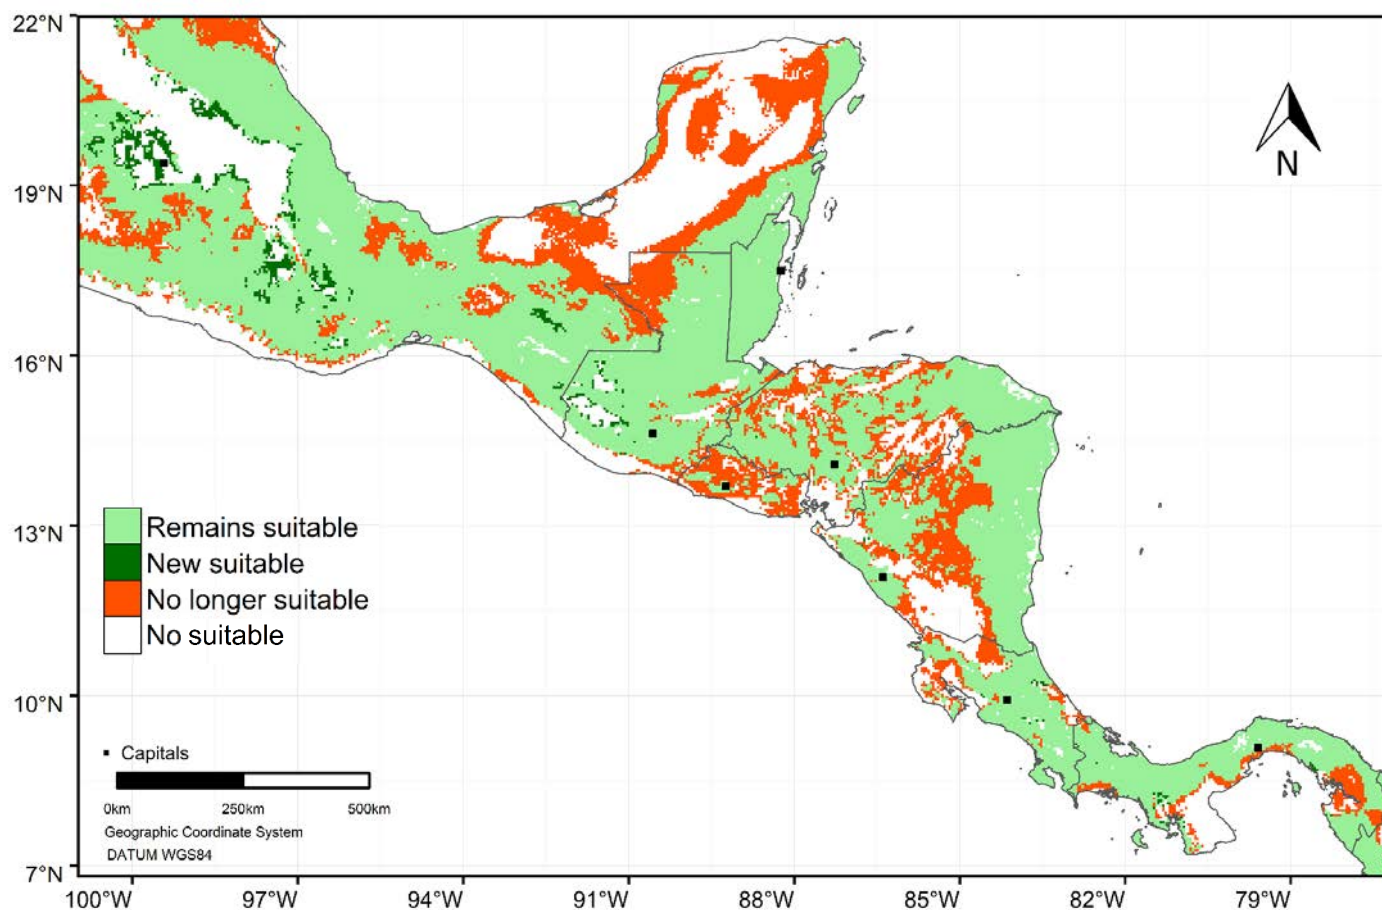 22°N
19°N
16°N
13°N
10°N
7°N
N
Remains suitable
New suitable
No longer suitable
No suitable
Capitals
0km 250km 500km
Geographic Coordinate System
DATUM WGS84
100°W 97°W 94°W 91°W 88°W 85°W 82°W 79°W